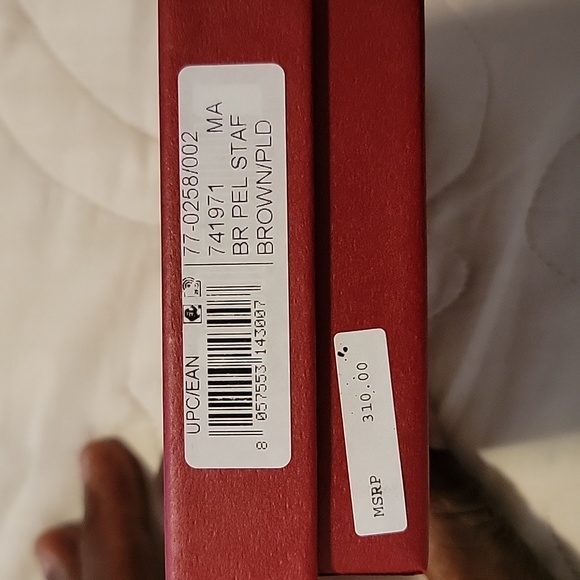 77-0258/002
741971 MA
BR PEL STAF
BROWN/PLD
UPC/EAN
8 057553 143007
MSRP 310.00